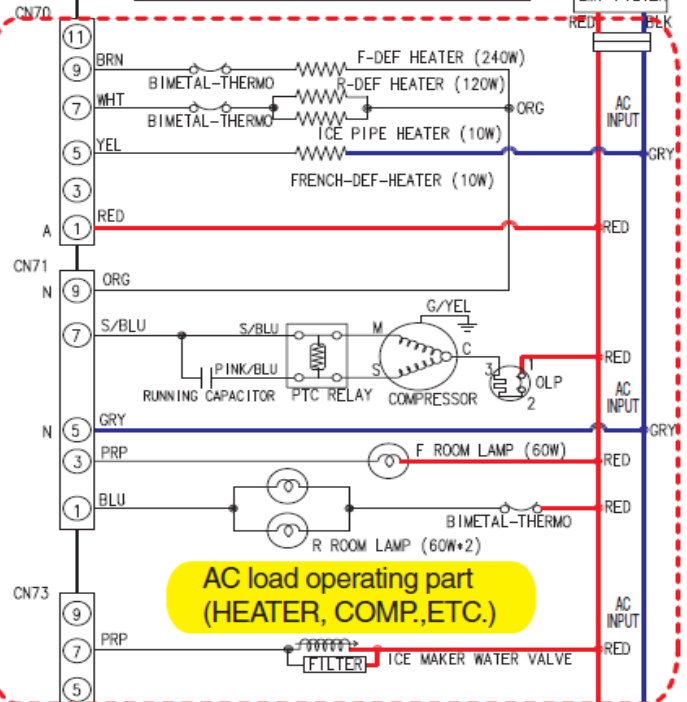 CN70
RED
BLK
11
9 BRN
F-DEF HEATER (240W)
BIMETAL-THERMO
R-DEF HEATER (120W)
7 WHT
ORG
BIMETAL-THERMO
ICE PIPE HEATER (10W)
AC
INPUT
5 YEL
GRY
FRENCH-DEF-HEATER (10W)
3
A 1 RED
RED
CN71
N 9 ORG
G/YEL
7 S/BLU
S/BLU
M
C
RED
S
3
1
OLP
2
PINK/BLU
RUNNING CAPACITOR
PTC RELAY
COMPRESSOR
AC
INPUT
N 5 GRY
GRY
3 PRP
F ROOM LAMP (60W)
RED
1 BLU
RED
BIMETAL-THERMO
R ROOM LAMP (60W*2)
AC load operating part
(HEATER, COMP.,ETC.)
CN73
9
AC
INPUT
7 PRP
RED
FILTER
ICE MAKER WATER VALVE
5